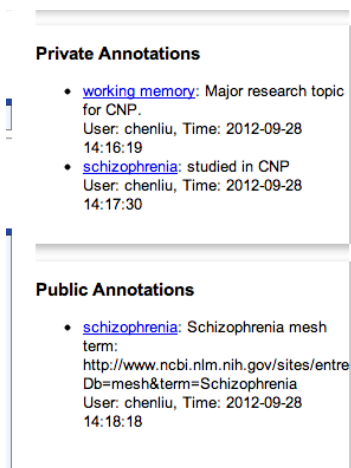 Private Annotations
working memory: Major research topic
for CNP.
User: chenliu, Time: 2012-09-28
14:16:19
schizophrenia: studied in CNP
User: chenliu, Time: 2012-09-28
14:17:30
Public Annotations
schizophrenia: Schizophrenia mesh
term:
http://www.ncbi.nlm.nih.gov/sites/entre
Db=mesh&term=Schizophrenia
User: chenliu, Time: 2012-09-28
14:18:18